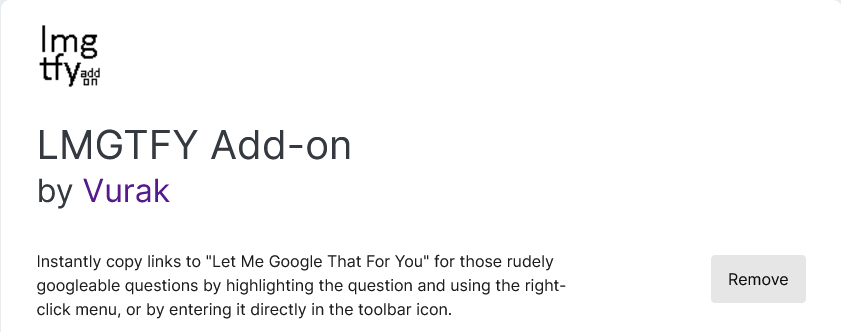 lmg
tfy add
on
LMGTFY Add-on
by Vurak
Instantly copy links to "Let Me Google That For You" for those rudely
googleable questions by highlighting the question and using the right-
click menu, or by entering it directly in the toolbar icon.
Remove